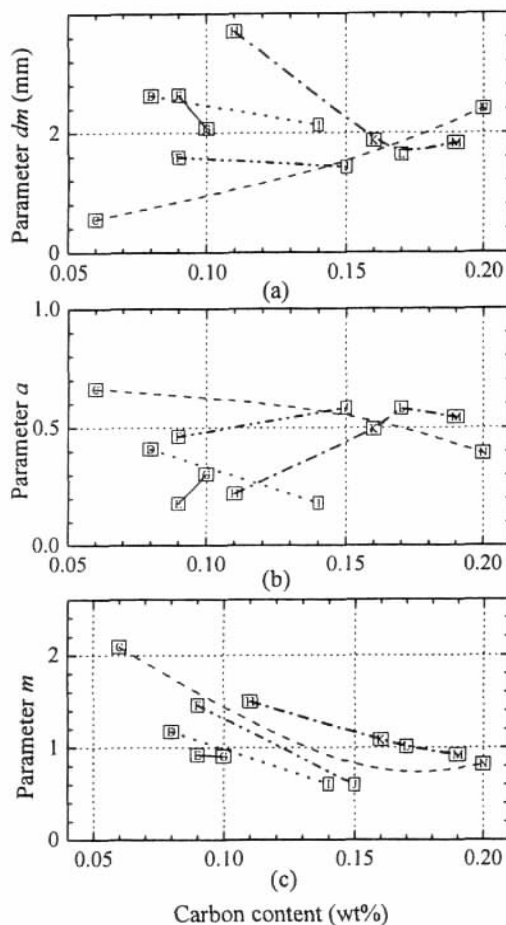 Parameter dm (mm)
2
0
H
D
E
G
I
F
J
K
L
M
N
C
0.05 0.10 0.15 0.20
(a)
Parameter a
1.0
0.5
0.0
C
F
J
L
M
D
K
N
G
E
H
I
0.05 0.10 0.15 0.20
(b)
Parameter m
2
1
0
C
F
H
D
K
M
E
G
N
I
J
0.05 0.10 0.15 0.20
(c)
Carbon content (wt%)